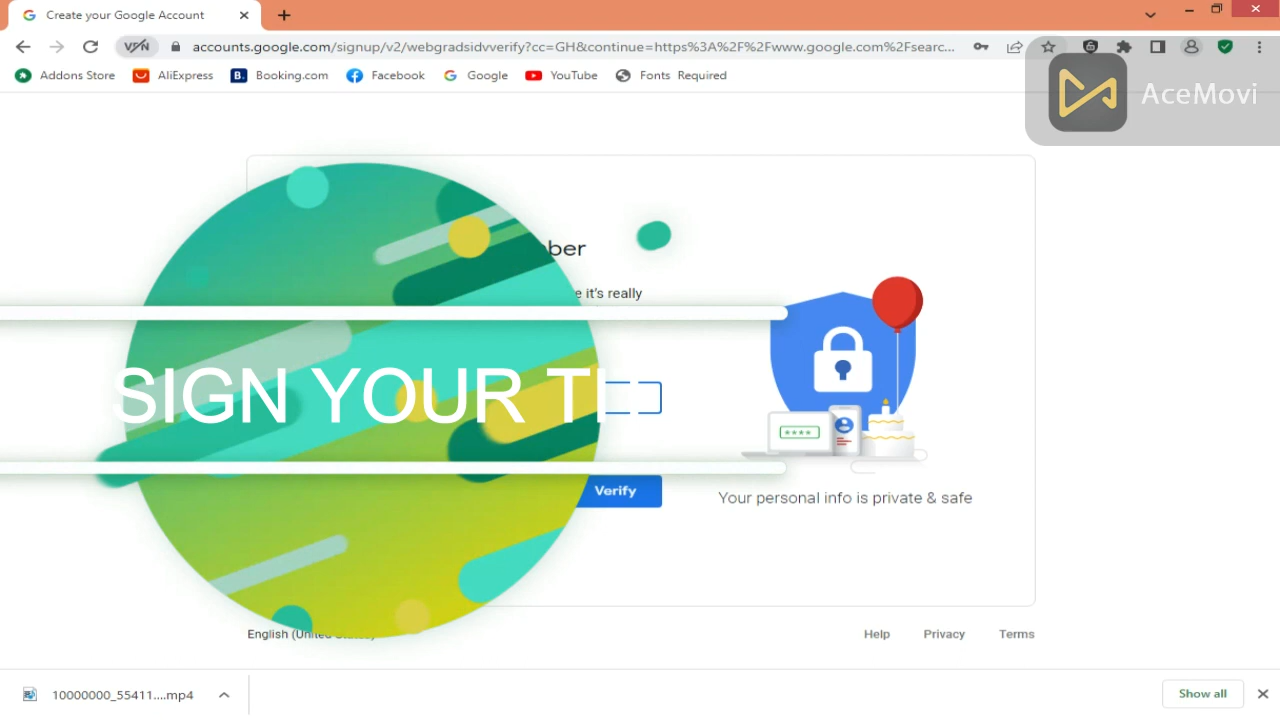 Create your Google Account
VPN
accounts.google.com/signup/v2/webgradsidvverify?cc=GH&continue=https%3A%2F%2Fwww.google.com%2Fsearc...
Addons Store
AliExpress
B.
Booking.com
Facebook
Google
YouTube
Fonts Required
AceMovi
ber
e it's really
SIGN YOUR TI
****
Verify
Your personal info is private & safe
English (United States)
Help
Privacy
Terms
10000000_55411....mp4
Show all